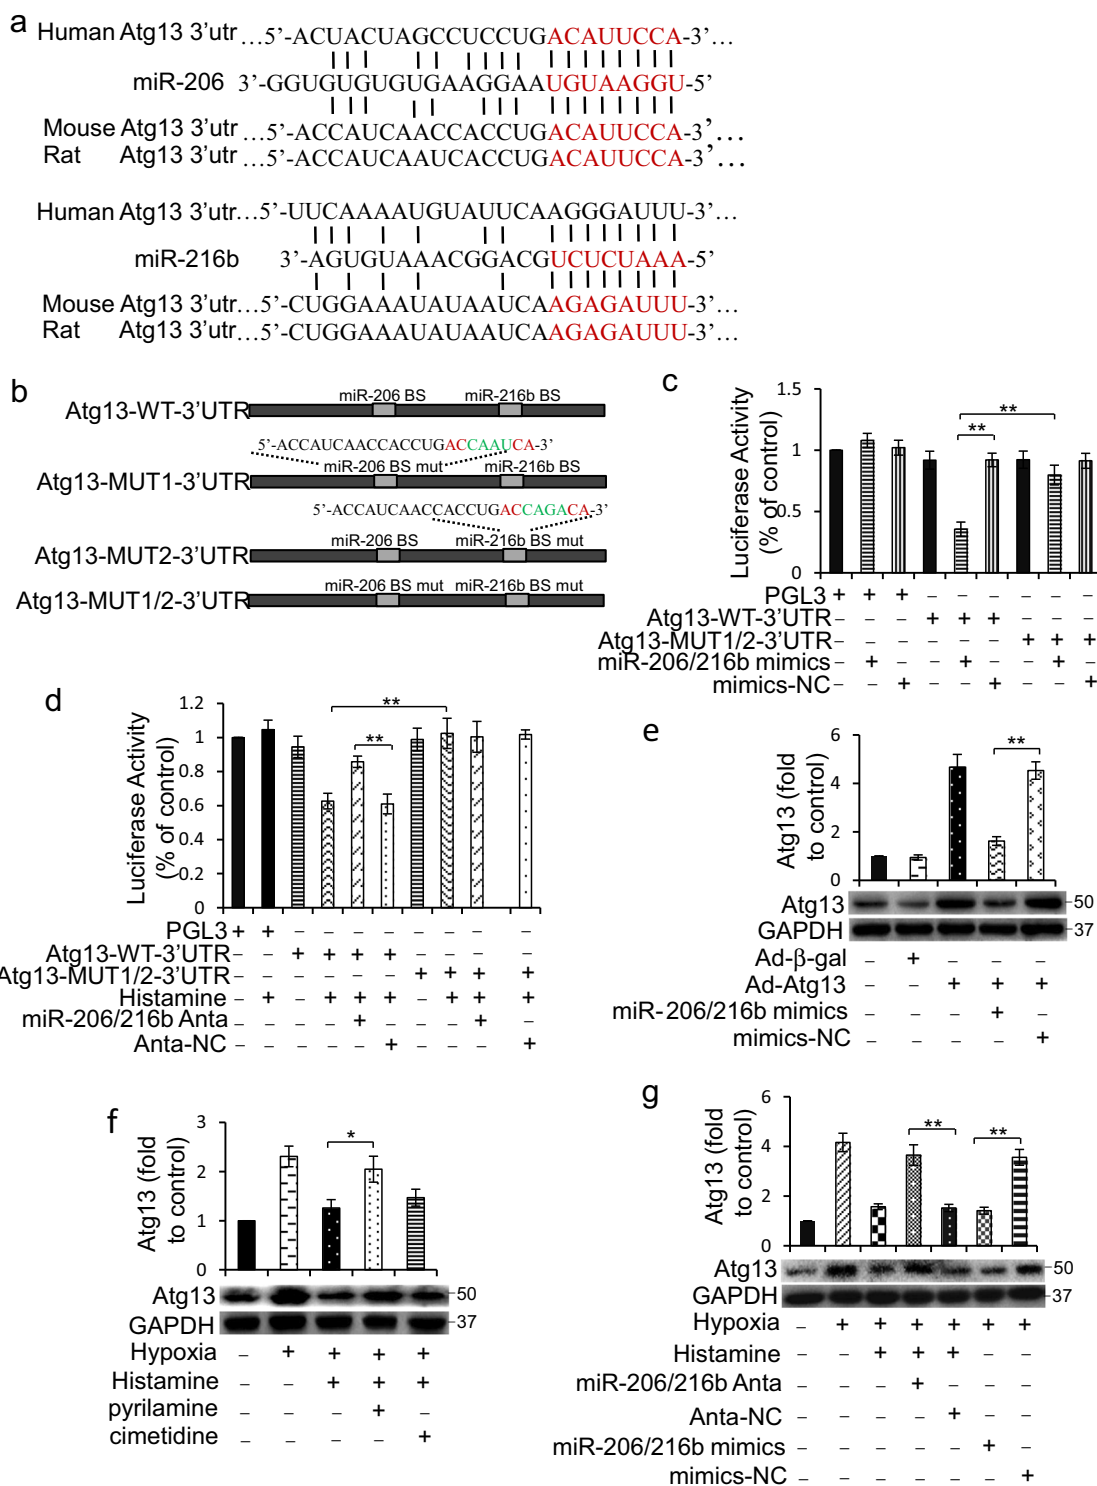 a
Human Atg13 3'utr ...5'-ACUACUAGCCUCCUGACAUUCCA-3'...
miR-206 3'-GGUGUGUGUGAAGGAAUGUAAGGU-5'
Mouse Atg13 3'utr ...5'-ACCAUCAACCACCUGACAUUCCA-3'...
Rat Atg13 3'utr ...5'-ACCAUCAAUCACCUGACAUUCCA-3'...
Human Atg13 3'utr...5'-UUCAAAAUGUAUUCAAGGGAUUU-3'...
miR-216b 3'-AGUGUAAACGGACGUCUCUAAA-5'
Mouse Atg13 3'utr ...5'-CUGGAAAUAUAAUCAAGAGAUUU-3'...
Rat Atg13 3'utr ...5'-CUGGAAAUAUAAUCAAGAGAUUU-3'...
b
miR-206 BS miR-216b BS
Atg13-WT-3'UTR
5'-ACCAUCAACCACCUGACCAAUCA-3'
miR-206 BS mut miR-216b BS
Atg13-MUT1-3'UTR
5'-ACCAUCAACCACCUGACCAGACA-3'
miR-206 BS miR-216b BS mut
Atg13-MUT2-3'UTR
miR-206 BS mut miR-216b BS mut
Atg13-MUT1/2-3'UTR
c
Luciferase Activity
(% of control)
1.5
1
0.5
0
** **
PGL3 + + + – – – – – –
Atg13-WT-3'UTR – – – + + + – – –
Atg13-MUT1/2-3'UTR – – – – – – + + +
miR-206/216b mimics – + – – + – – + –
mimics-NC – – + – – + – – +
d
Luciferase Activity
(% of control)
1.2
1
0.8
0.6
0.4
0.2
0
** **
PGL3 + + – – – – – – – –
Atg13-WT-3'UTR – – + + + + – – – –
Atg13-MUT1/2-3'UTR – – – – – – + + + +
Histamine – + – + + + – + + +
miR-206/216b Anta – – – – + – – – + –
Anta-NC – – – – – + – – – +
e
Atg13 (fold
to control)
6
4
2
0
**
Atg13 50
GAPDH 37
Ad-β-gal – + – – –
Ad-Atg13 – – + + +
miR-206/216b mimics – – – + –
mimics-NC – – – – +
f
Atg13 (fold
to control)
3
2
1
0
*
Atg13 50
GAPDH 37
Hypoxia – + + + +
Histamine – – + + +
pyrilamine – – – + –
cimetidine – – – – +
g
Atg13 (fold
to control)
6
4
2
0
** **
Atg13 50
GAPDH 37
Hypoxia – + + + + + +
Histamine – – + + + – –
miR-206/216b Anta – – – + – – –
Anta-NC – – – – + – –
miR-206/216b mimics – – – – – + –
mimics-NC – – – – – – +